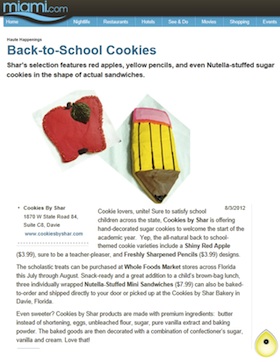 miami.com
Home Nightlife Restaurants Hotels See & Do Movies Shopping Events
Haute Happenings
Back-to-School Cookies
Shar's selection features red apples, yellow pencils, and even Nutella-stuffed sugar
cookies in the shape of actual sandwiches.
• Cookies By Shar
1870 W State Road 84,
Suite C8, Davie
www.cookiesbyshar.com
8/3/2012
Cookie lovers, unite! Sure to satisfy school
children across the state, Cookies by Shar is offering
hand-decorated sugar cookies to welcome the start of the
academic year. Yep, the all-natural back to school-
themed cookie varieties include a Shiny Red Apple
($3.99), sure to be a teacher-pleaser, and Freshly Sharpened Pencils ($3.99) designs.
The scholastic treats can be purchased at Whole Foods Market stores across Florida
this July through August. Snack-ready and a great addition to a child's brown-bag lunch,
three individually wrapped Nutella-Stuffed Mini Sandwiches ($7.99) can also be baked-
to-order and shipped directly to your door or picked up at the Cookies by Shar Bakery in
Davie, Florida.
Even sweeter? Cookies by Shar products are made with premium ingredients: butter
instead of shortening, eggs, unbleached flour, sugar, pure vanilla extract and baking
powder. The baked goods are then decorated with a combination of confectioner's sugar,
vanilla and cream. Love that!